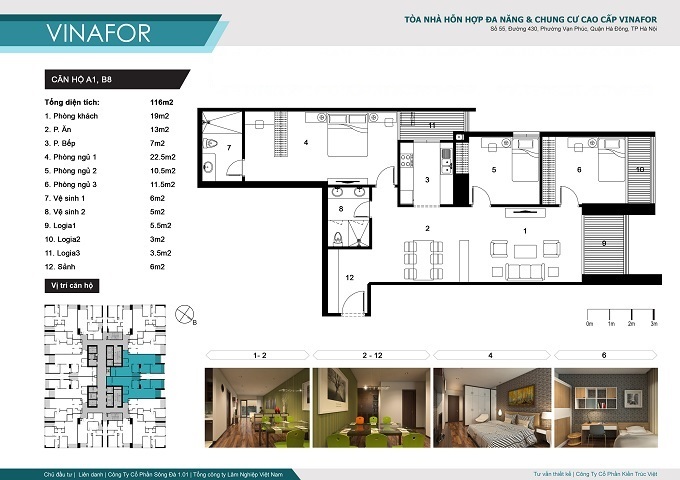 VINAFOR
TÒA NHÀ HỖN HỢP ĐA NĂNG & CHUNG CƯ CAO CẤP VINAFOR
Số 55, Đường 430, Phường Vạn Phúc, Quận Hà Đông, TP Hà Nội
CĂN HỘ A1, B8
Tổng diện tích: 116m2
1. Phòng khách 19m2
2. P. Ăn 13m2
3. P. Bếp 7m2
4. Phòng ngủ 1 22.5m2
5. Phòng ngủ 2 10.5m2
6. Phòng ngủ 3 11.5m2
7. Vệ sinh 1 6m2
8. Vệ sinh 2 5m2
9. Logia1 5.5m2
10. Logia2 3m2
11. Logia3 3.5m2
12. Sảnh 6m2
Vị trí căn hộ
B
7
4
11
3
5
6
10
8
2
1
9
12
0m 1m 2m 3m
1- 2
2 - 12
4
6
Chủ đầu tư | Liên danh | Công Ty Cổ Phần Sông Đà 1.01 | Tổng công ty Lâm Nghiệp Việt Nam
Tư vấn thiết kế | Công Ty Cổ Phần Kiến Trúc Việt